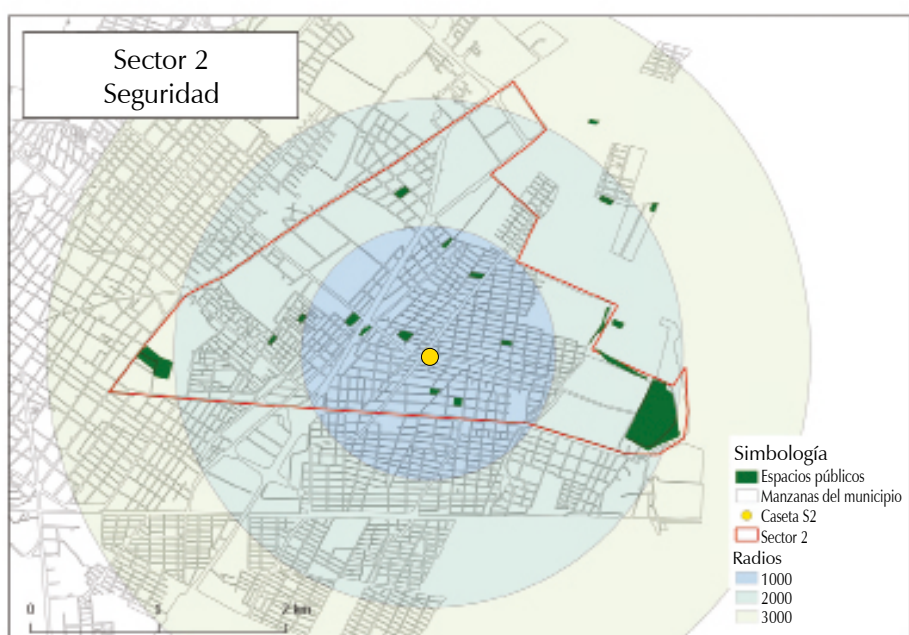 Sector 2
Seguridad
Simbología
Espacios públicos
Manzanas del municipio
Caseta S2
Sector 2
Radios
1000
2000
3000
0 1 2 km